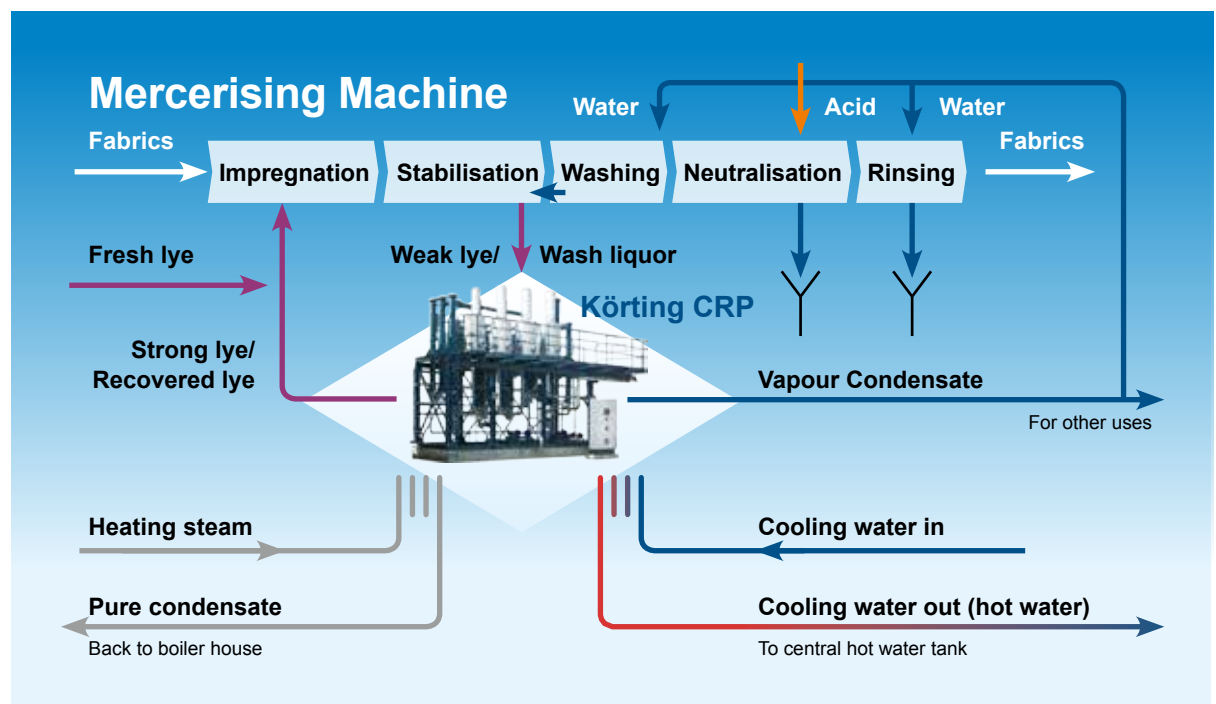 Mercerising Machine
Water
Acid
Water
Fabrics
Fabrics
Impregnation
Stabilisation
Washing
Neutralisation
Rinsing
Fresh lye
Weak lye/
Wash liquor
Körting CRP
Strong lye/
Recovered lye
Vapour Condensate
For other uses
Heating steam
Cooling water in
Pure condensate
Cooling water out (hot water)
Back to boiler house
To central hot water tank